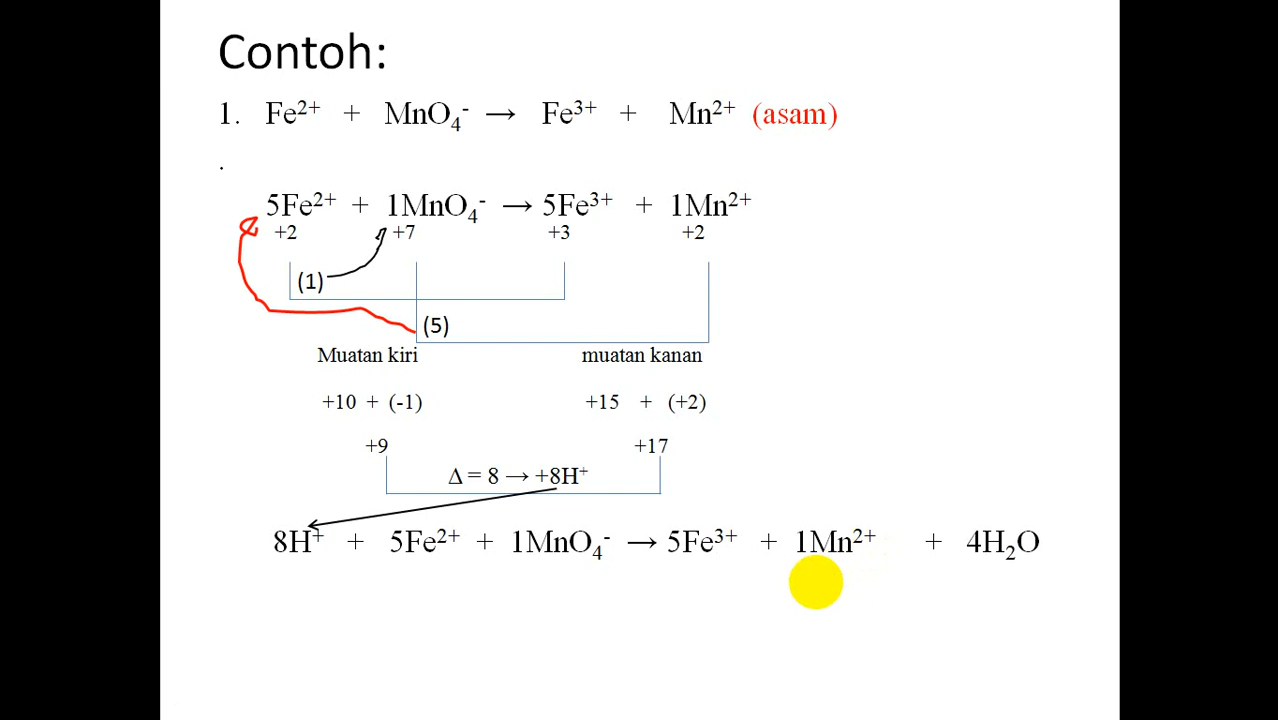 Contoh:
1. Fe²⁺ + MnO₄⁻ → Fe³⁺ + Mn²⁺ (asam)
.
5Fe²⁺ + 1MnO₄⁻ → 5Fe³⁺ + 1Mn²⁺
+2 +7 +3 +2
(1)
(5)
Muatan kiri muatan kanan
+10 + (-1) +15 + (+2)
+9 +17
Δ = 8 → +8H⁺
8H⁺ + 5Fe²⁺ + 1MnO₄⁻ → 5Fe³⁺ + 1Mn²⁺ + 4H₂O